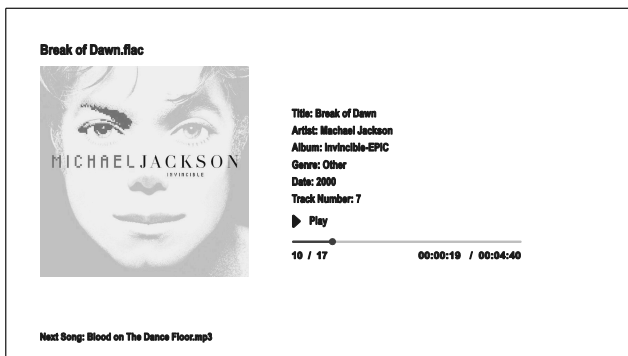 Break of Dawn.flac
MICHAELJACKSON
INVINCIBLE
Title: Break of Dawn
Artist: Machael Jackson
Album: Invincible-EPIC
Genre: Other
Date: 2000
Track Number: 7
Play
10 / 17 00:00:19 / 00:04:40
Next Song: Blood on The Dance Floor.mp3